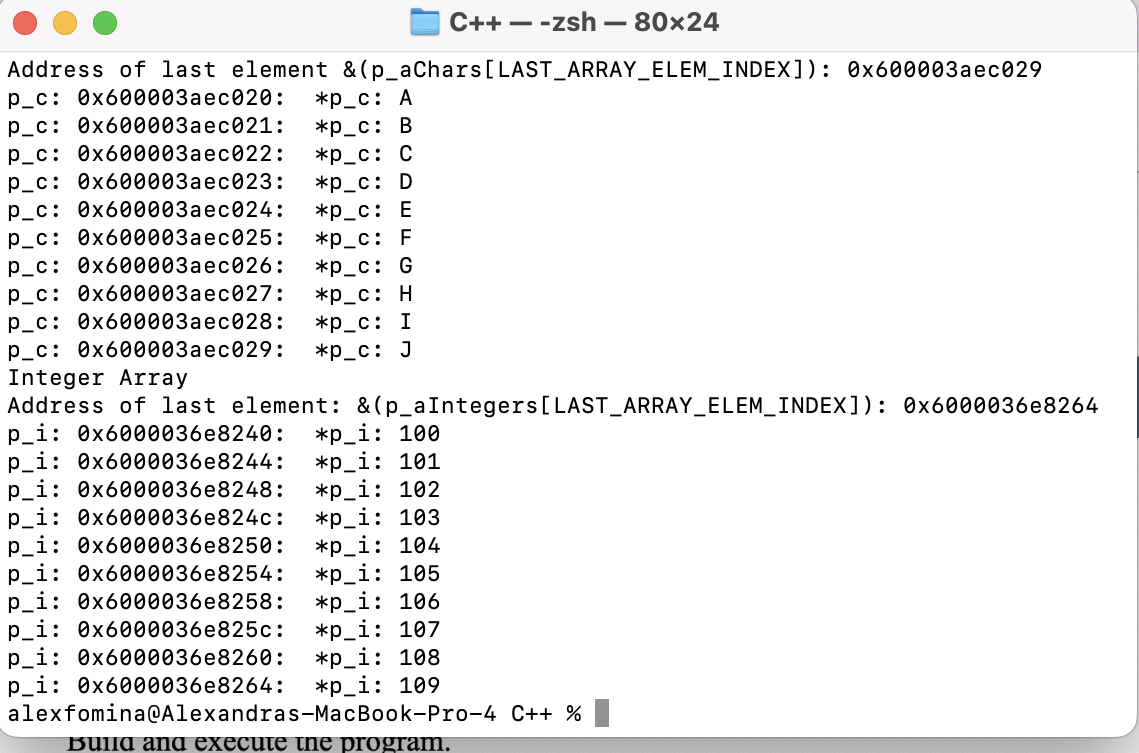 C++ — -zsh — 80×24
Address of last element &(p_aChars[LAST_ARRAY_ELEM_INDEX]): 0x600003aec029
p_c: 0x600003aec020:  *p_c: A
p_c: 0x600003aec021:  *p_c: B
p_c: 0x600003aec022:  *p_c: C
p_c: 0x600003aec023:  *p_c: D
p_c: 0x600003aec024:  *p_c: E
p_c: 0x600003aec025:  *p_c: F
p_c: 0x600003aec026:  *p_c: G
p_c: 0x600003aec027:  *p_c: H
p_c: 0x600003aec028:  *p_c: I
p_c: 0x600003aec029:  *p_c: J
Integer Array
Address of last element: &(p_aIntegers[LAST_ARRAY_ELEM_INDEX]): 0x6000036e8264
p_i: 0x6000036e8240:  *p_i: 100
p_i: 0x6000036e8244:  *p_i: 101
p_i: 0x6000036e8248:  *p_i: 102
p_i: 0x6000036e824c:  *p_i: 103
p_i: 0x6000036e8250:  *p_i: 104
p_i: 0x6000036e8254:  *p_i: 105
p_i: 0x6000036e8258:  *p_i: 106
p_i: 0x6000036e825c:  *p_i: 107
p_i: 0x6000036e8260:  *p_i: 108
p_i: 0x6000036e8264:  *p_i: 109
alexfomina@Alexandras-MacBook-Pro-4 C++ %
Build and execute the program.